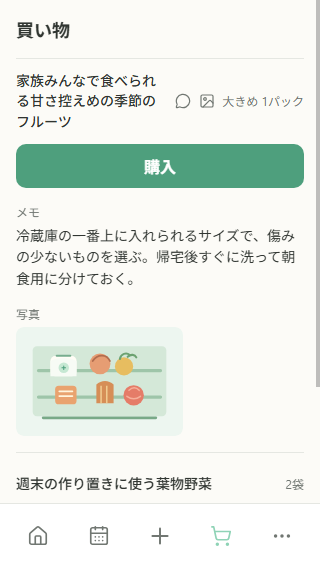 買い物
家族みんなで食べられ
る甘さ控えめの季節の
フルーツ
大きめ 1パック
購入
メモ
冷蔵庫の一番上に入れられるサイズで、傷み
の少ないものを選ぶ。帰宅後すぐに洗って朝
食用に分けておく。
写真
週末の作り置きに使う葉物野菜
2袋